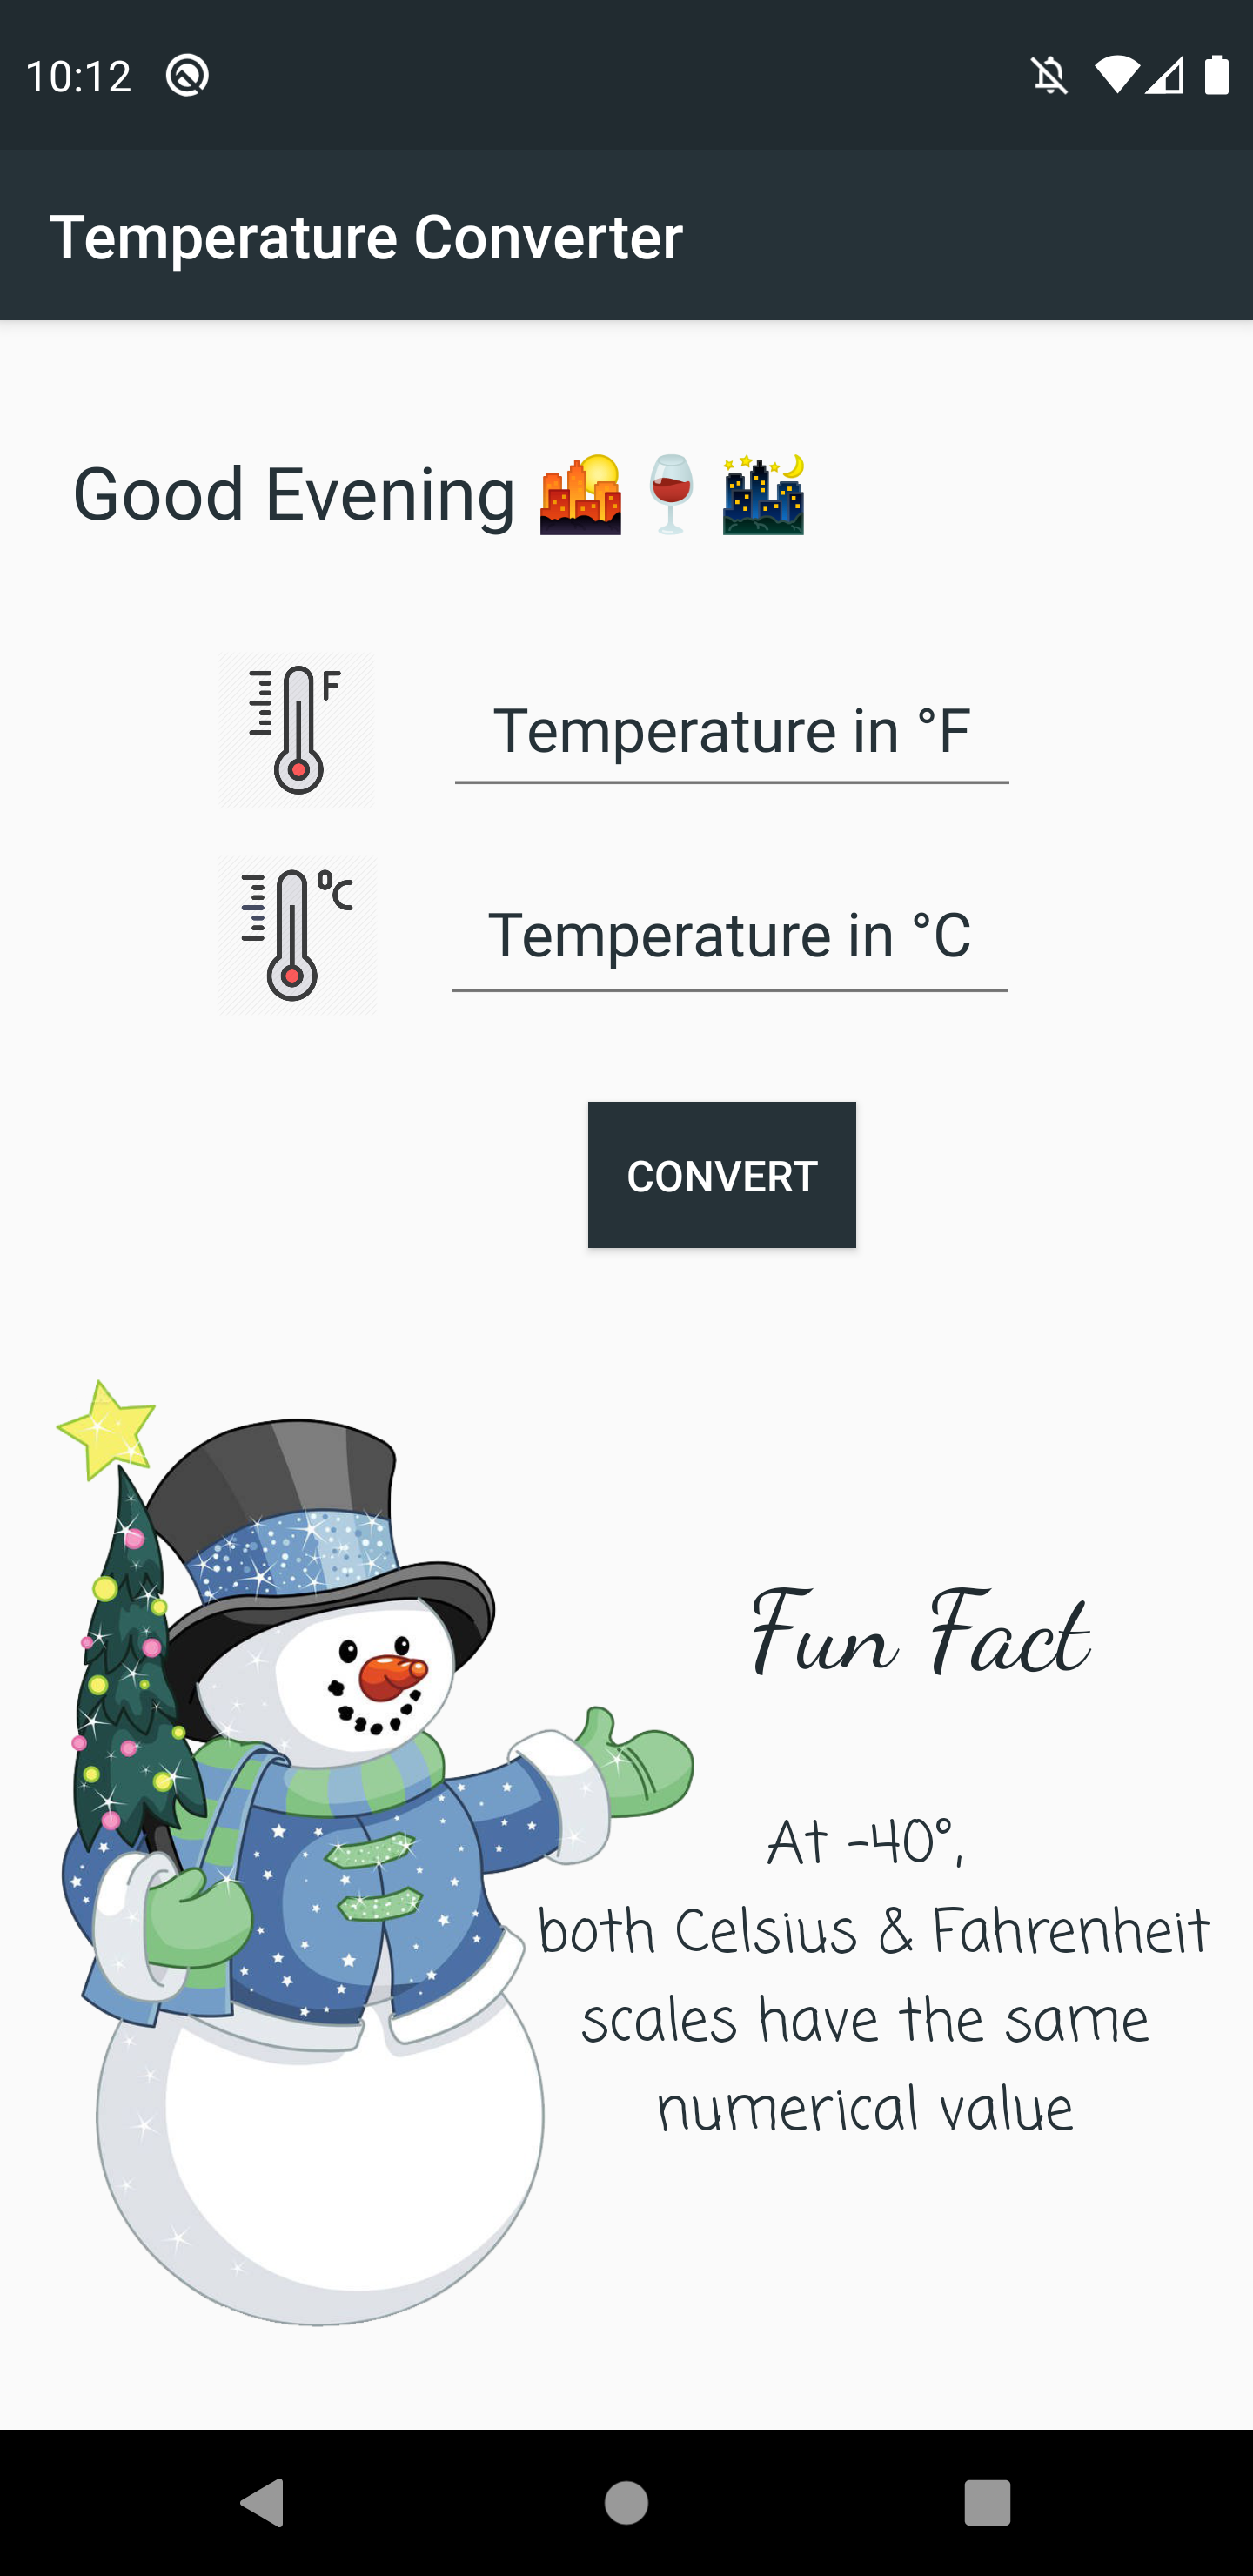 10:12
Temperature Converter
Good Evening 🌇🍷🌃
F
Temperature in °F
°C
Temperature in °C
CONVERT
Fun Fact
At -40°,
both Celsius & Fahrenheit
scales have the same
numerical value